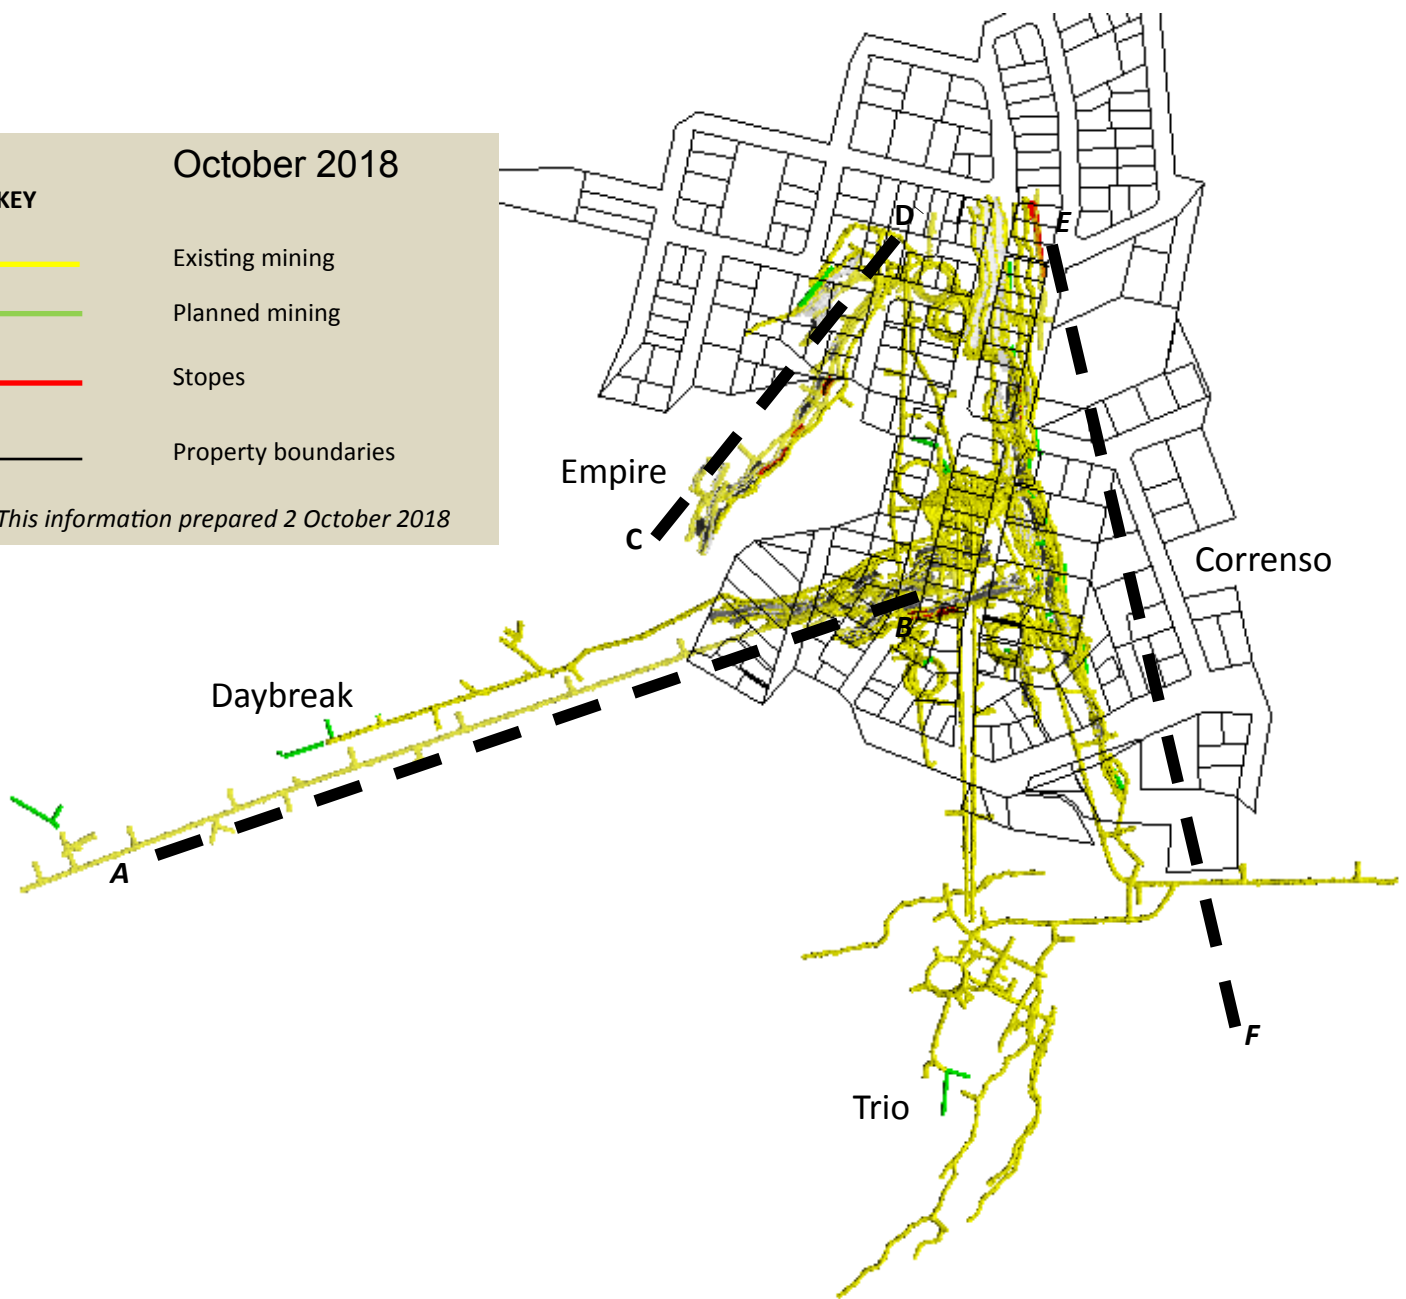 October 2018
KEY
Existing mining
Planned mining
Stopes
Property boundaries
This information prepared 2 October 2018
D
E
Empire
C
Correnso
B
Daybreak
A
F
Trio